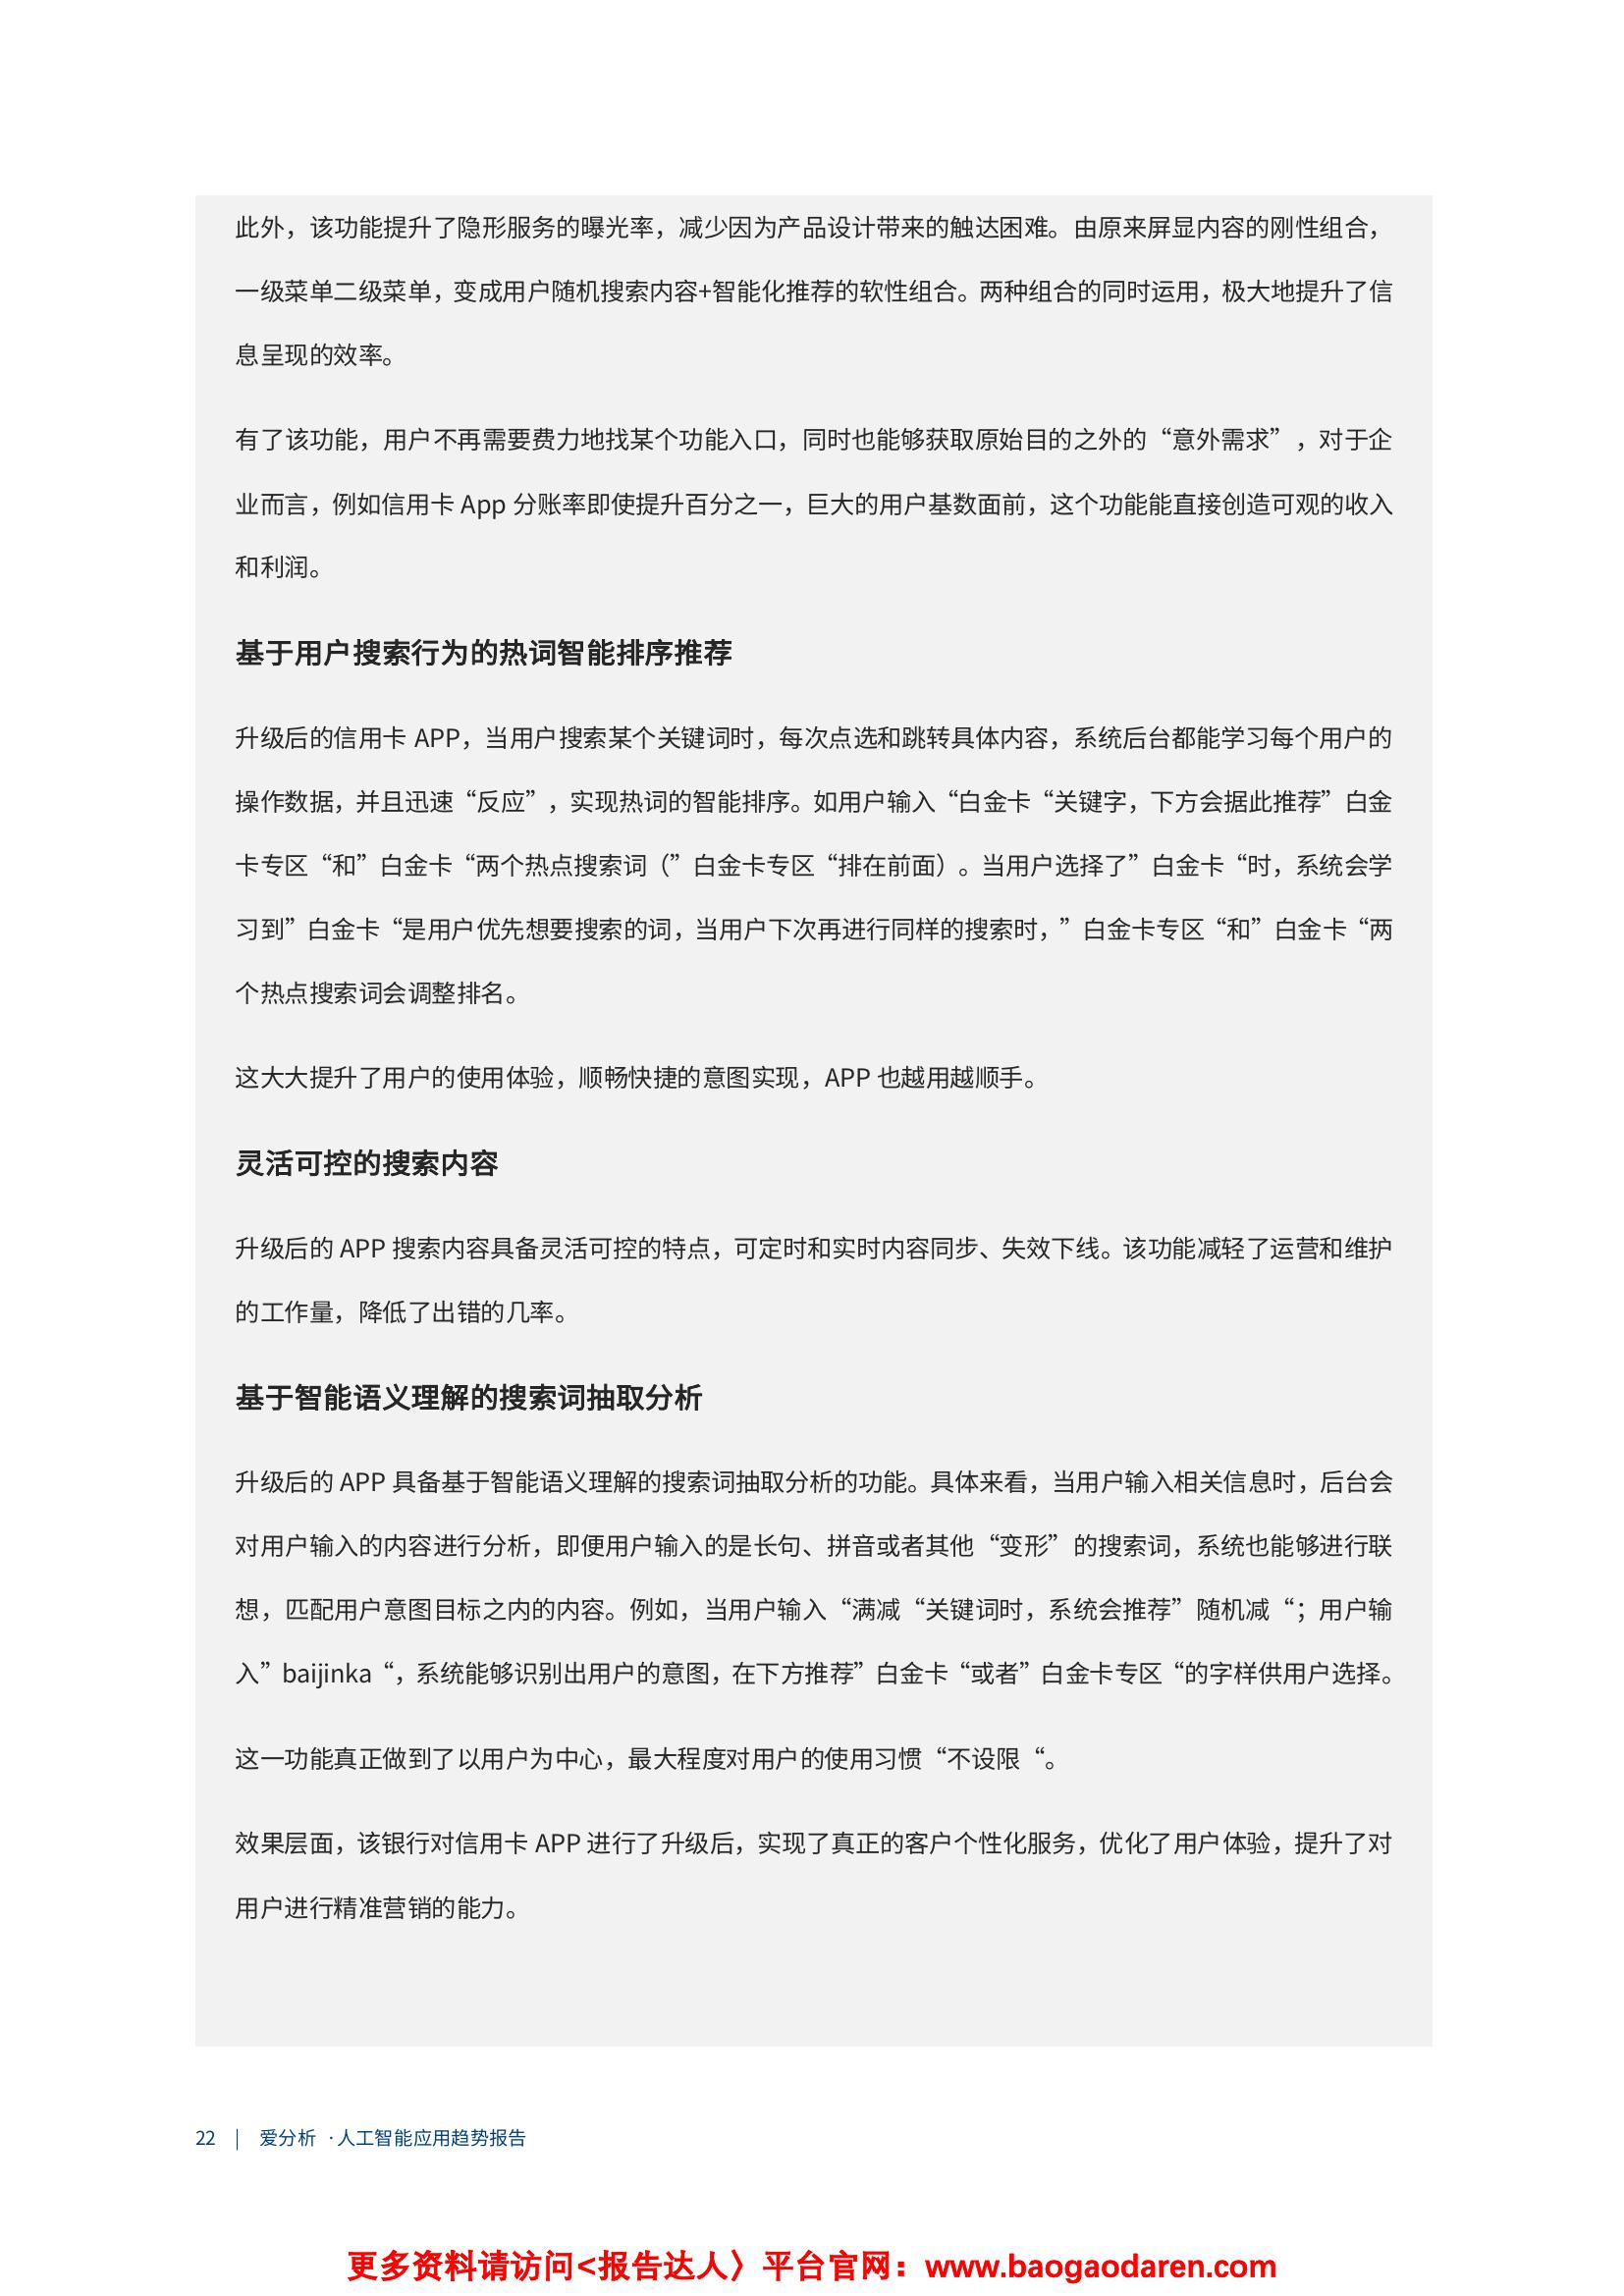 此外，该功能提升了隐形服务的曝光率，减少因为产品设计带来的触达困难。由原来屏显内容的刚性组合，
一级菜单二级菜单，变成用户随机搜索内容+智能化推荐的软性组合。两种组合的同时运用，极大地提升了信
息呈现的效率。
有了该功能，用户不再需要费力地找某个功能入口，同时也能够获取原始目的之外的“意外需求”，对于企
业而言，例如信用卡 App 分账率即使提升百分之一，巨大的用户基数面前，这个功能能直接创造可观的收入
和利润。
基于用户搜索行为的热词智能排序推荐
升级后的信用卡 APP，当用户搜索某个关键词时，每次点选和跳转具体内容，系统后台都能学习每个用户的
操作数据，并且迅速“反应”，实现热词的智能排序。如用户输入“白金卡“关键字，下方会据此推荐”白金
卡专区“和”白金卡“两个热点搜索词（”白金卡专区“排在前面）。当用户选择了”白金卡“时，系统会学
习到”白金卡“是用户优先想要搜索的词，当用户下次再进行同样的搜索时，”白金卡专区“和”白金卡“两
个热点搜索词会调整排名。
这大大提升了用户的使用体验，顺畅快捷的意图实现，APP 也越用越顺手。
灵活可控的搜索内容
升级后的 APP 搜索内容具备灵活可控的特点，可定时和实时内容同步、失效下线。该功能减轻了运营和维护
的工作量，降低了出错的几率。
基于智能语义理解的搜索词抽取分析
升级后的 APP 具备基于智能语义理解的搜索词抽取分析的功能。具体来看，当用户输入相关信息时，后台会
对用户输入的内容进行分析，即便用户输入的是长句、拼音或者其他“变形”的搜索词，系统也能够进行联
想，匹配用户意图目标之内的内容。例如，当用户输入“满减“关键词时，系统会推荐”随机减“；用户输
入”baijinka“，系统能够识别出用户的意图，在下方推荐”白金卡“或者”白金卡专区“的字样供用户选择。
这一功能真正做到了以用户为中心，最大程度对用户的使用习惯“不设限“。
效果层面，该银行对信用卡 APP 进行了升级后，实现了真正的客户个性化服务，优化了用户体验，提升了对
用户进行精准营销的能力。
22 | 爱分析 ·人工智能应用趋势报告
更多资料请访问<报告达人〉平台官网：www.baogaodaren.com